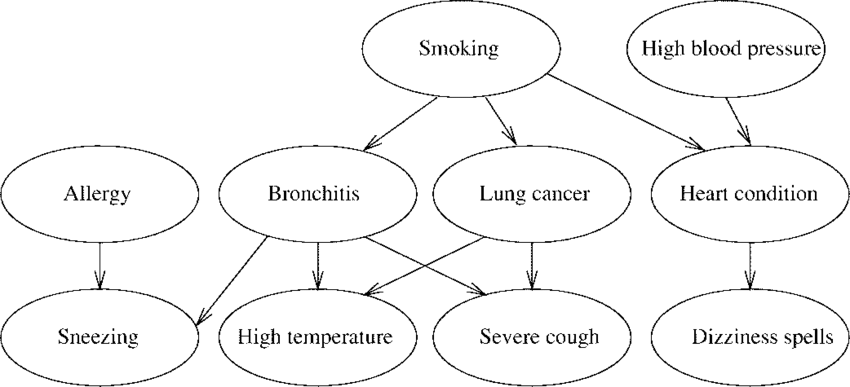 Smoking
High blood pressure
Allergy
Bronchitis
Lung cancer
Heart condition
Sneezing
High temperature
Severe cough
Dizziness spells